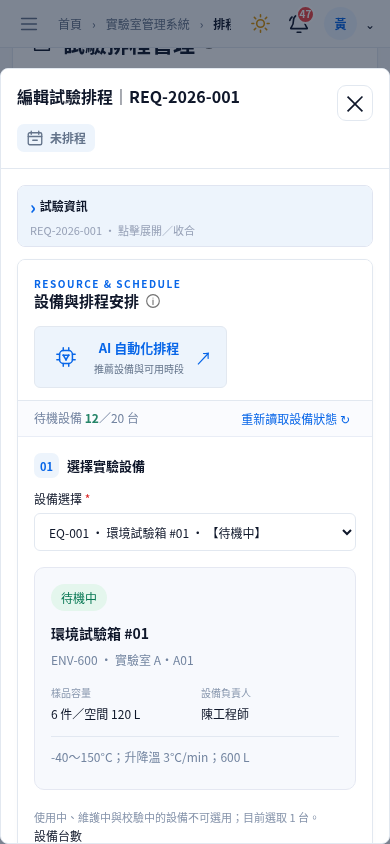 首頁 › 實驗室管理系統 › 排程
47
黃
試驗排程管理
編輯試驗排程｜REQ-2026-001
未排程
› 試驗資訊
REQ-2026-001 · 點擊展開／收合
RESOURCE & SCHEDULE
設備與排程安排
AI 自動化排程
推薦設備與可用時段
待機設備 12／20 台
重新讀取設備狀態 ↻
01 選擇實驗設備
設備選擇 *
EQ-001 · 環境試驗箱 #01 · 【待機中】
待機中
環境試驗箱 #01
ENV-600 · 實驗室 A · A01
樣品容量
設備負責人
6 件／空間 120 L
陳工程師
-40～150°C；升降溫 3°C/min；600 L
使用中、維護中與校驗中的設備不可選用；目前選取 1 台。
設備台數